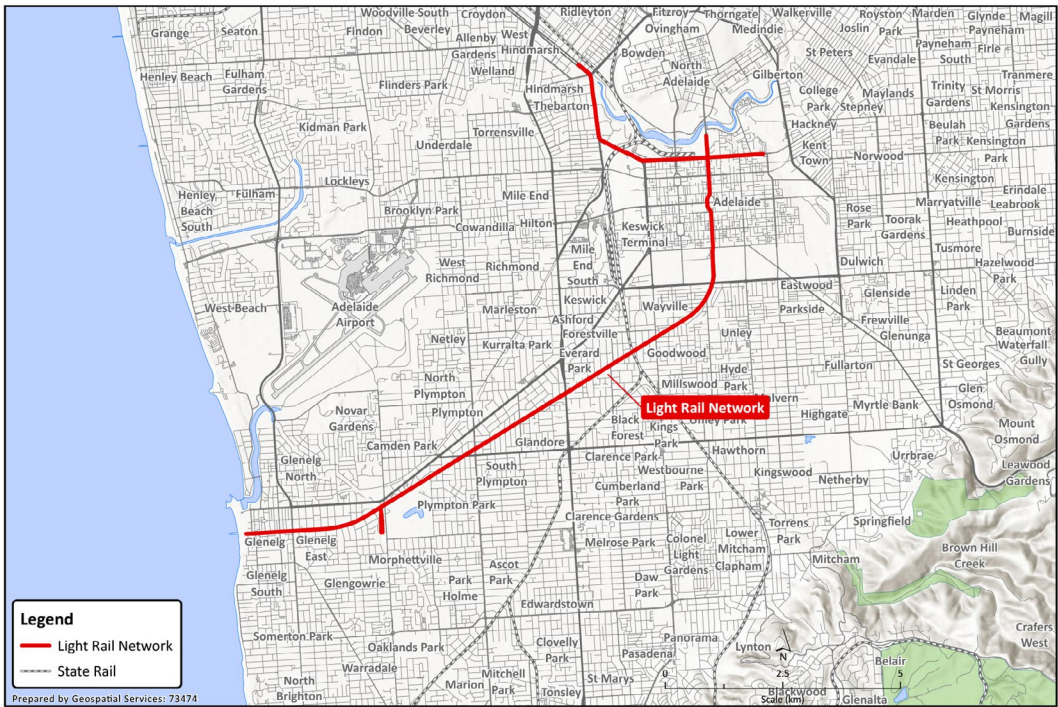 Woodville South
Croydon
Ridleyton
Fitzroy
Thorngate
Walkerville
Royston
Park
Marden
Glynde
Magill
Grange
Seaton
Findon
Beverley
Allenby
Gardens
West
Hindmarsh
Ovingham
Medindie
Joslin
Payneham
Bowden
St Peters
Evandale
Payneham
South
Firle
Henley Beach
Fulham
Gardens
Flinders Park
Welland
Hindmarsh
North
Adelaide
Gilberton
College
Park
Maylands
Trinity
Gardens
St Morris
Tranmere
Kensington
Gardens
Thebarton
Stepney
Kidman Park
Torrensville
Underdale
Hackney
Kent
Town
Norwood
Beulah
Park
Kensington
Park
Henley
Beach
South
Fulham
Lockleys
Mile End
Adelaide
Kensington
Marryatville
Erindale
Leabrook
Brooklyn Park
Cowandilla
Hilton
Keswick
Terminal
Rose
Park
Toorak
Gardens
Heathpool
Burnside
West
Richmond
Richmond
Mile
End
South
Dulwich
Tusmore
Hazelwood
Park
West Beach
Adelaide
Airport
Marleston
Keswick
Wayville
Eastwood
Parkside
Glenside
Linden
Park
Ashford
Forestville
Frewville
Glenunga
Beaumont
Waterfall
Gully
Netley
Kurralta Park
Everard
Park
Goodwood
Unley
Fullarton
St Georges
North
Plympton
Millswood
Hyde
Park
Glen
Osmond
Novar
Gardens
Plympton
Light Rail Network
Malvern
Highgate
Myrtle Bank
Mount
Osmond
Camden Park
Glandore
Black
Forest
Kings
Park
Unley Park
Hawthorn
Urrbrae
Leawood
Gardens
Glenelg
North
South
Plympton
Clarence Park
Westbourne
Park
Kingswood
Netherby
Cumberland
Park
Plympton Park
Clarence Gardens
Torrens
Park
Springfield
Glenelg
Glenelg
East
Morphettville
Melrose Park
Colonel
Light
Gardens
Lower
Mitcham
Clapham
Mitcham
Brown Hill
Creek
Glenelg
South
Glengowrie
Park
Holme
Ascot
Park
Daw
Park
Edwardstown
Crafers
West
Somerton Park
Oaklands Park
Clovelly
Park
Panorama
Pasadena
Lynton
Belair
Warradale
North
Brighton
Marion
Mitchell
Park
Tonsley
St Marys
Blackwood
Glenalta
N
0
2.5
5
Scale (km)
Legend
Light Rail Network
State Rail
Prepared by Geospatial Services: 73474